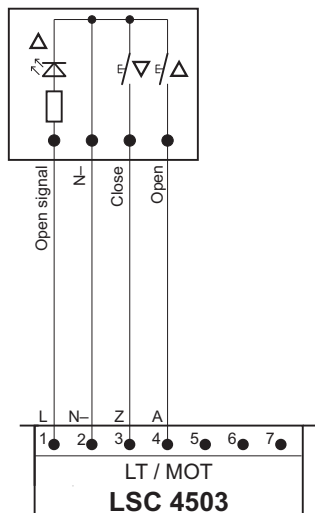 Open signal
N–
Close
Open
L N– Z A
1 2 3 4 5 6 7
LT / MOT
LSC 4503